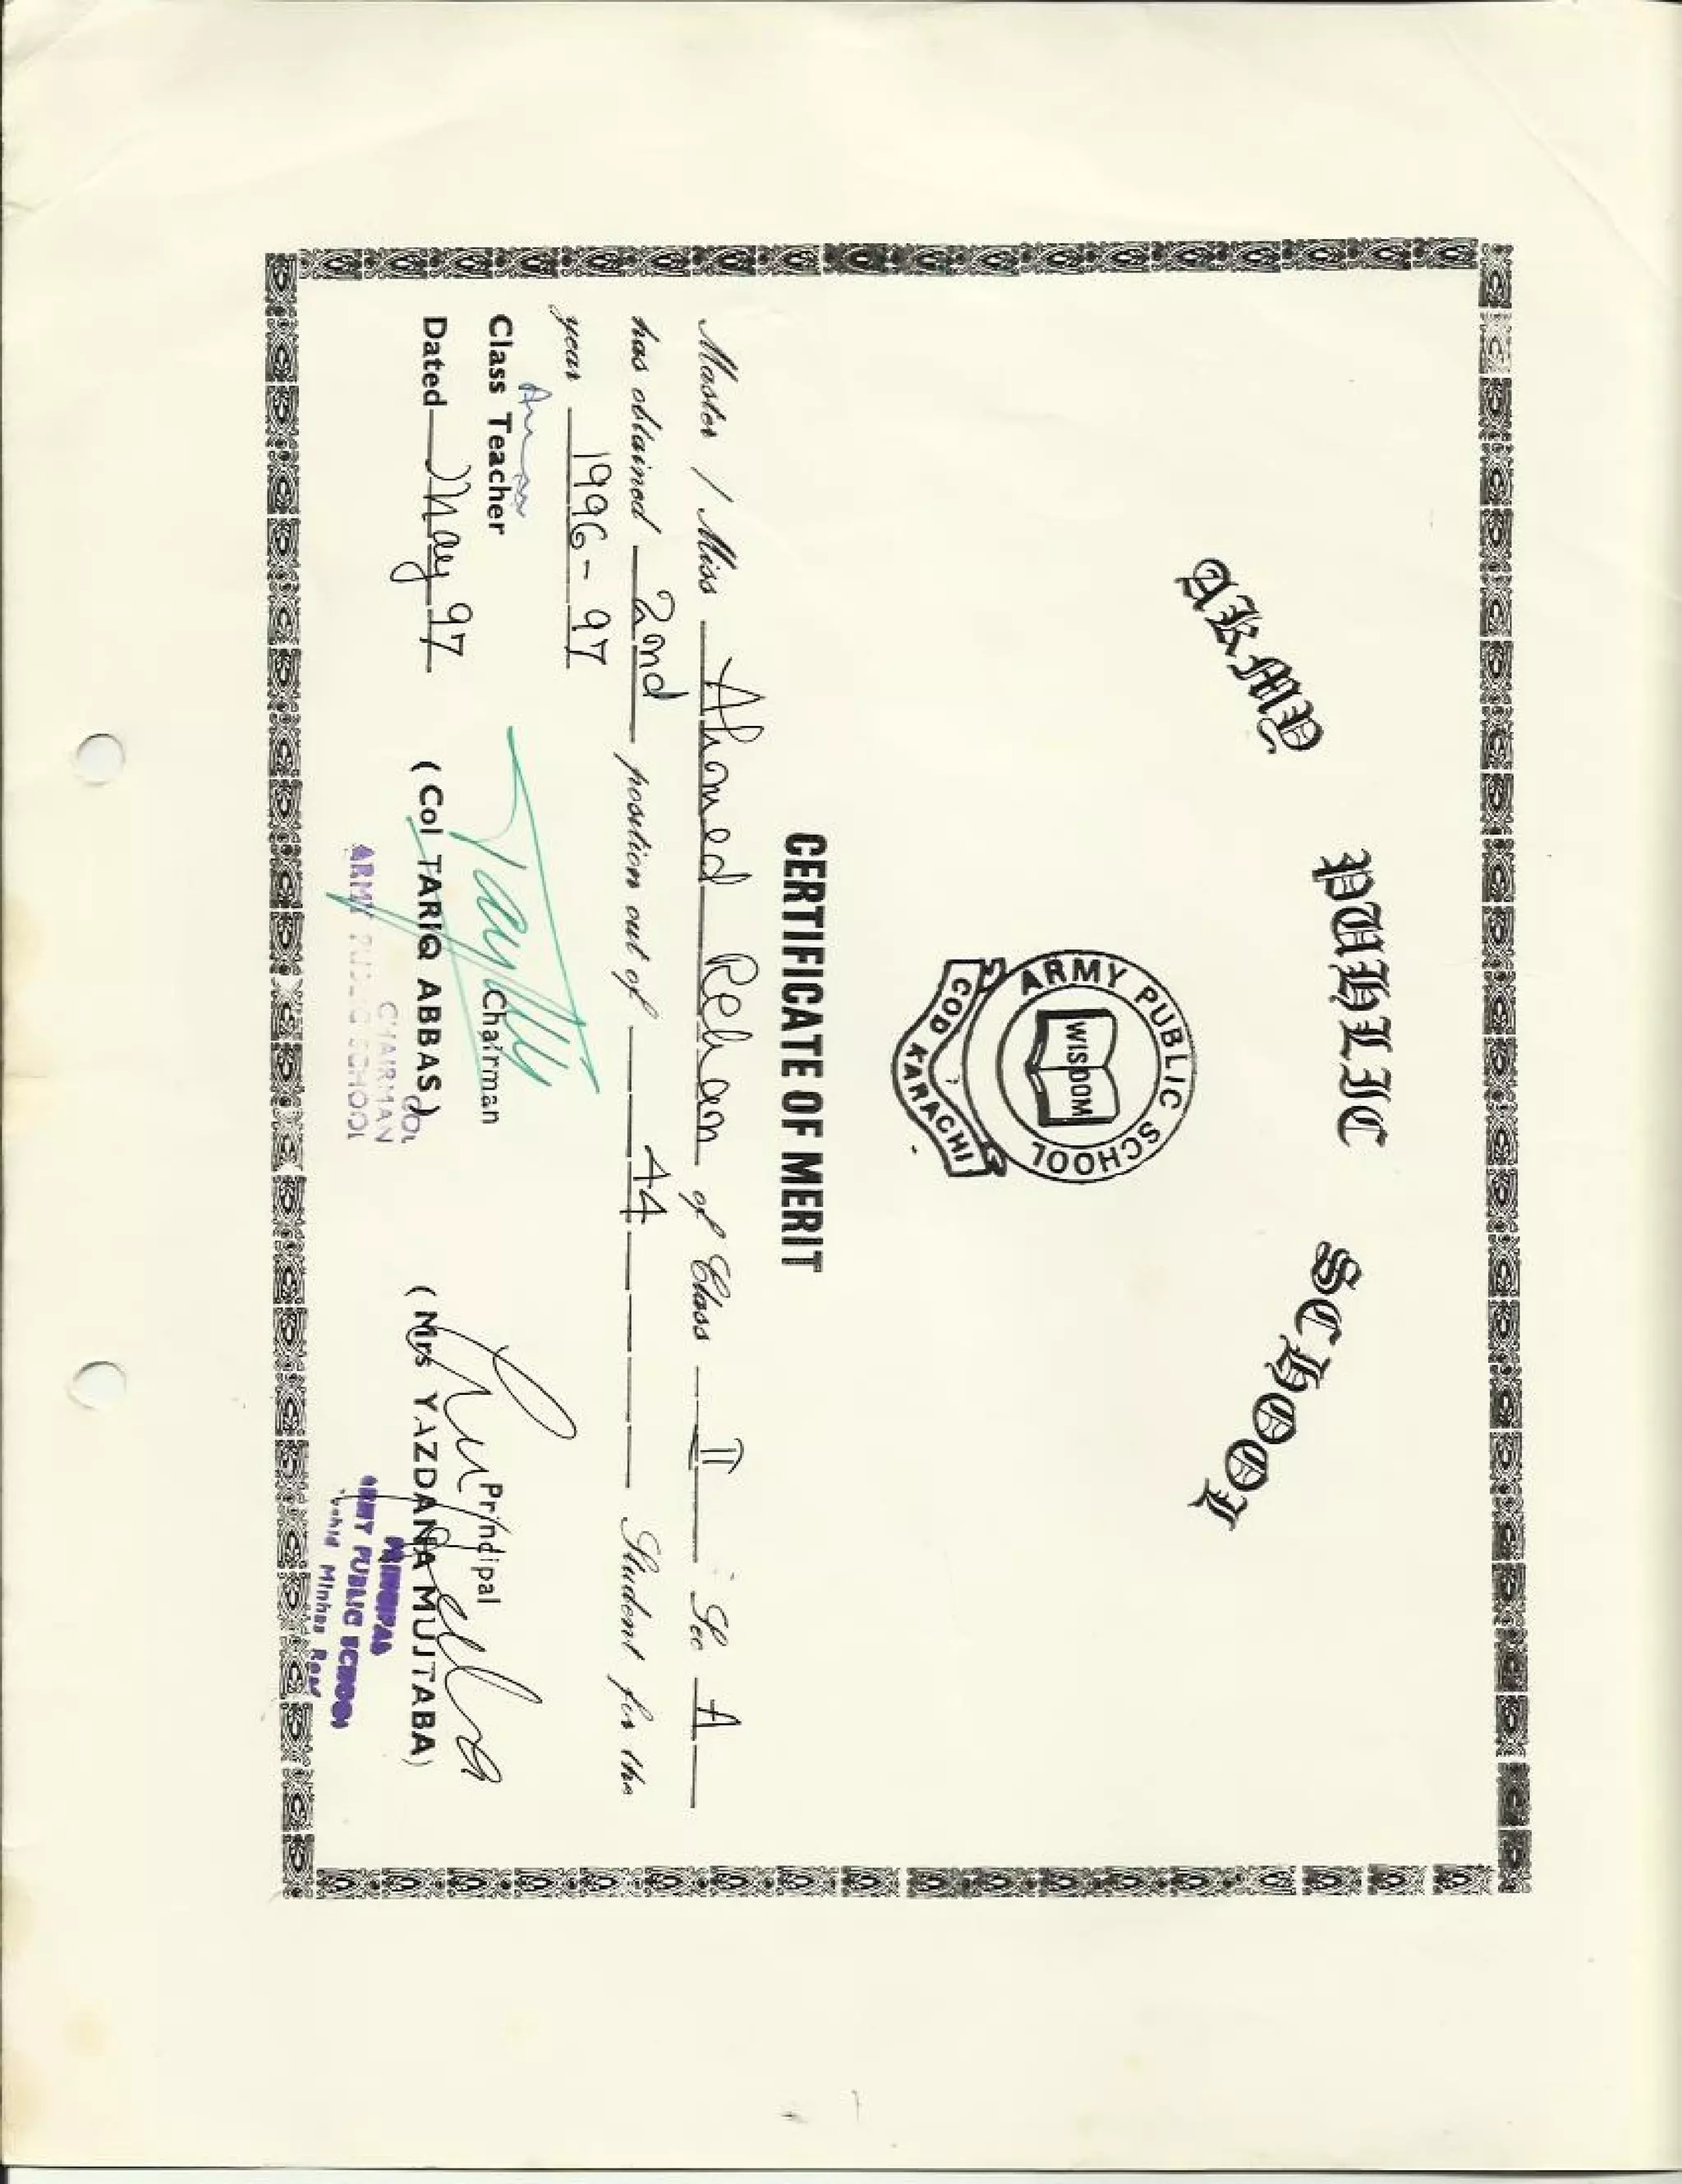 ARMY PUBLIC SCHOOL
ARMY PUBLIC SCHOOL
WISDOM
COD KARACHI
CERTIFICATE OF MERIT
Master / Miss Ahmed Rehan of Class II Sec A
has obtained 2nd position out of 44 Student for the
year 1996-97
Class Teacher Chairman Principal
Dated May 97 (Col TARIQ ABBAS) (Mrs YAZDANA MUJTABA)
Col
CHAIRMAN
ARMY PUBLIC SCHOOL
PRINCIPAL
ARMY PUBLIC SCHOOL
Minhas Road